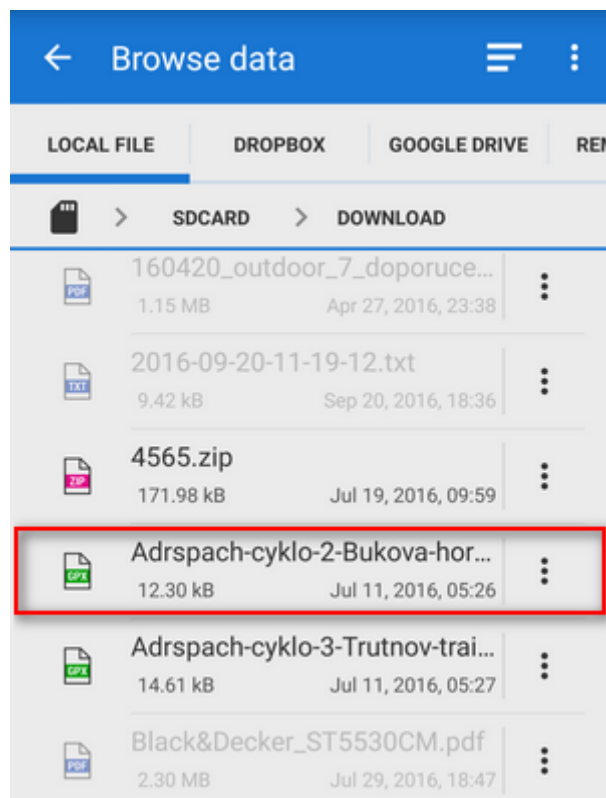 Browse data
LOCAL FILE DROPBOX GOOGLE DRIVE REM
SDCARD > DOWNLOAD
160420_outdoor_7_doporuce...
PDF
1.15 MB Apr 27, 2016, 23:38
2016-09-20-11-19-12.txt
TXT
9.42 kB Sep 20, 2016, 18:36
4565.zip
ZIP
171.98 kB Jul 19, 2016, 09:59
Adrspach-cyklo-2-Bukova-hor...
GPX
12.30 kB Jul 11, 2016, 05:26
Adrspach-cyklo-3-Trutnov-trai...
GPX
14.61 kB Jul 11, 2016, 05:27
Black&Decker_ST5530CM.pdf
PDF
2.30 MB Jul 29, 2016, 18:47